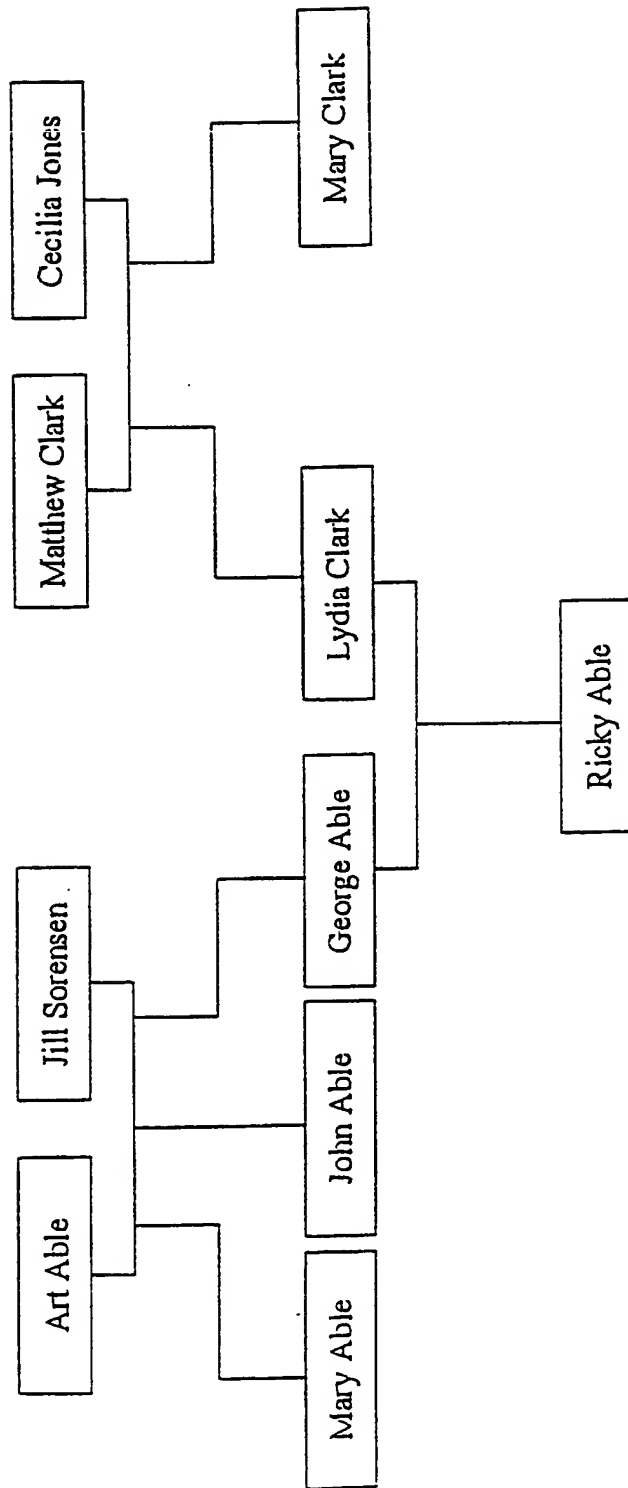 Art Able
Jill Sorensen
Matthew Clark
Cecilia Jones
Mary Able
John Able
George Able
Lydia Clark
Mary Clark
Ricky Able